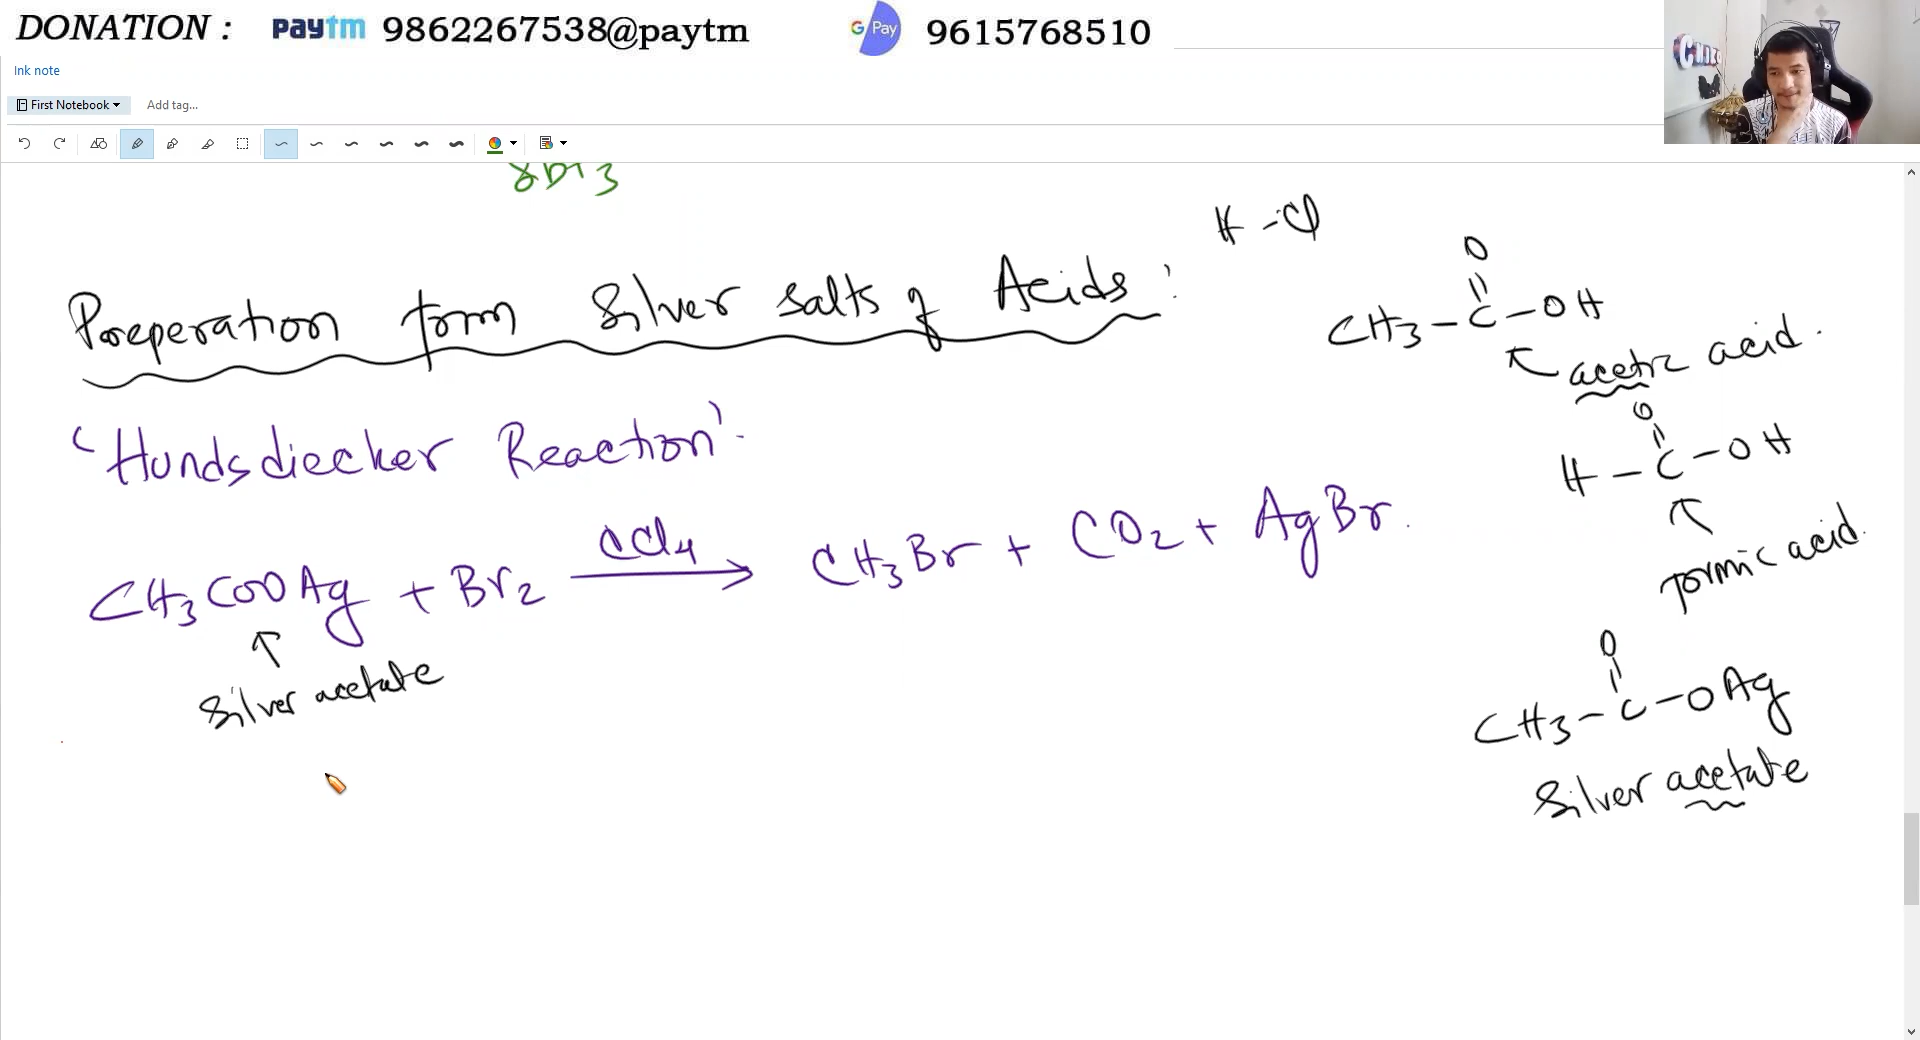 DONATION : paytm 9862267538@paytm G Pay 9615768510
Ink note
First Notebook
Add tag...
H - Cl
Preperation form Silver salts of Acids :
'Hundsdiecker Reaction'.
CH3COOAg + Br2 CCl4 → CH3Br + CO2 + AgBr.
↑
Silver acetate
O
CH3 - C - OH
acetic acid.
O
H - C - OH
formic acid.
O
CH3 - C - OAg
Silver acetate